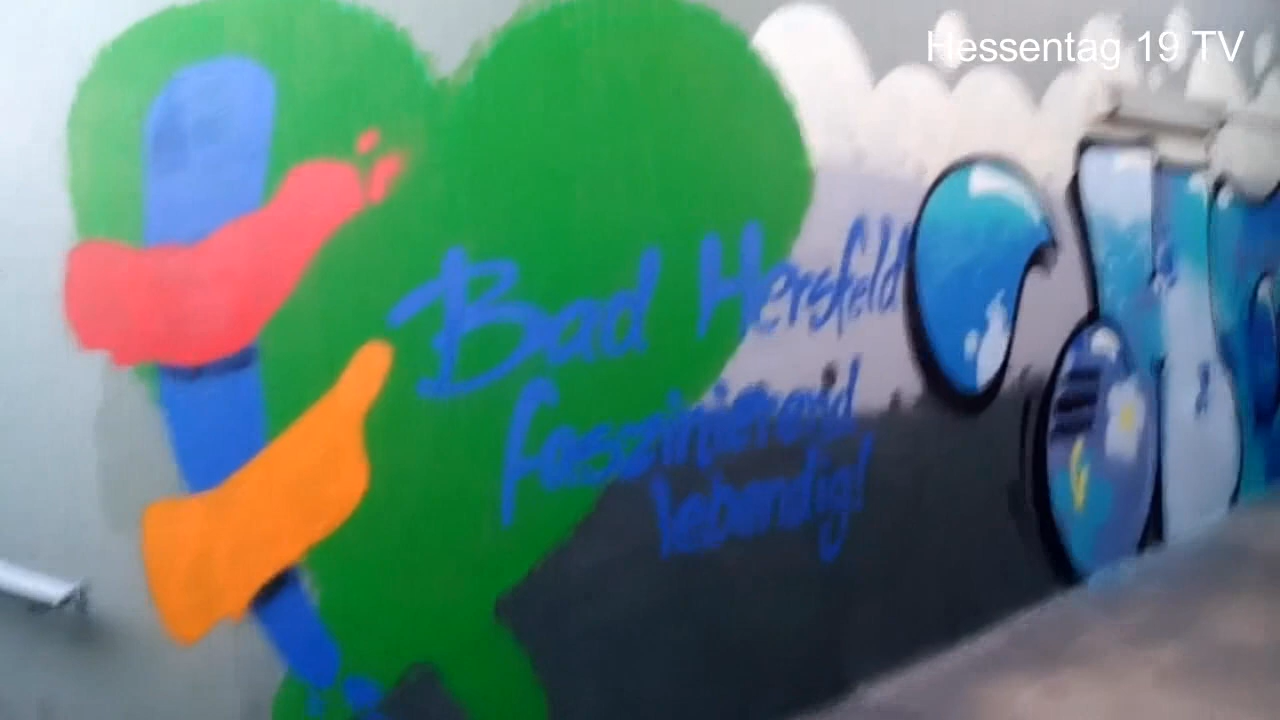 Hessentag 19 TV
Bad Hersfeld
faszinierend
lebendig!